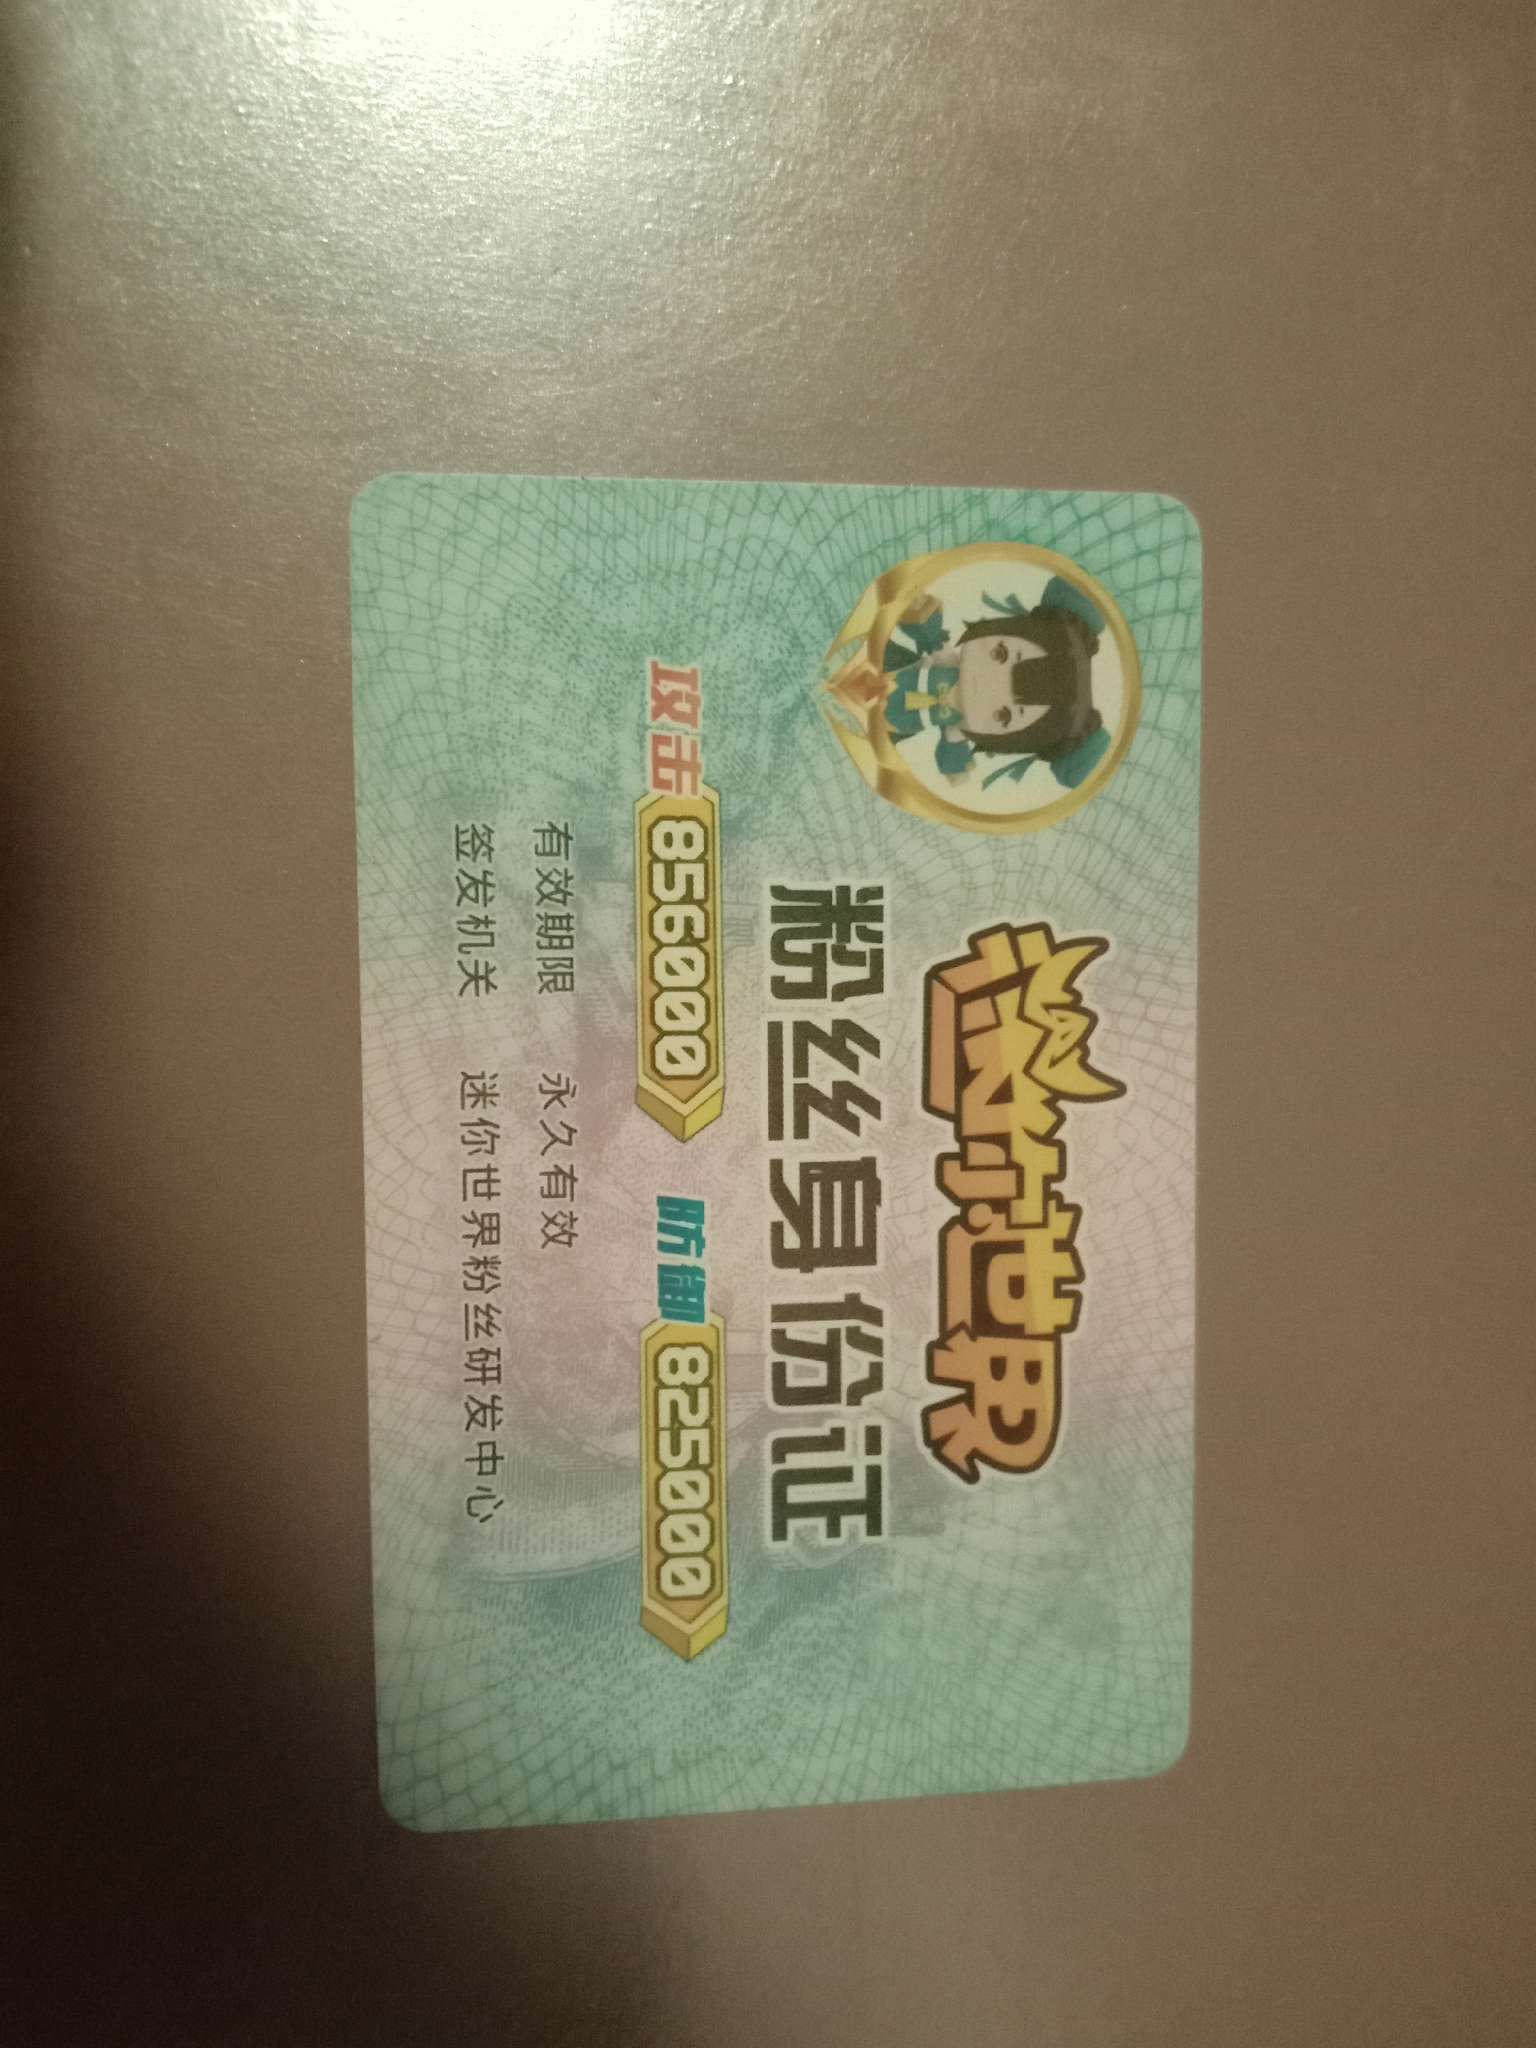 迷你世界
粉丝身份证
攻击 856000 防御 825000
有效期限 永久有效
签发机关 迷你世界粉丝研发中心